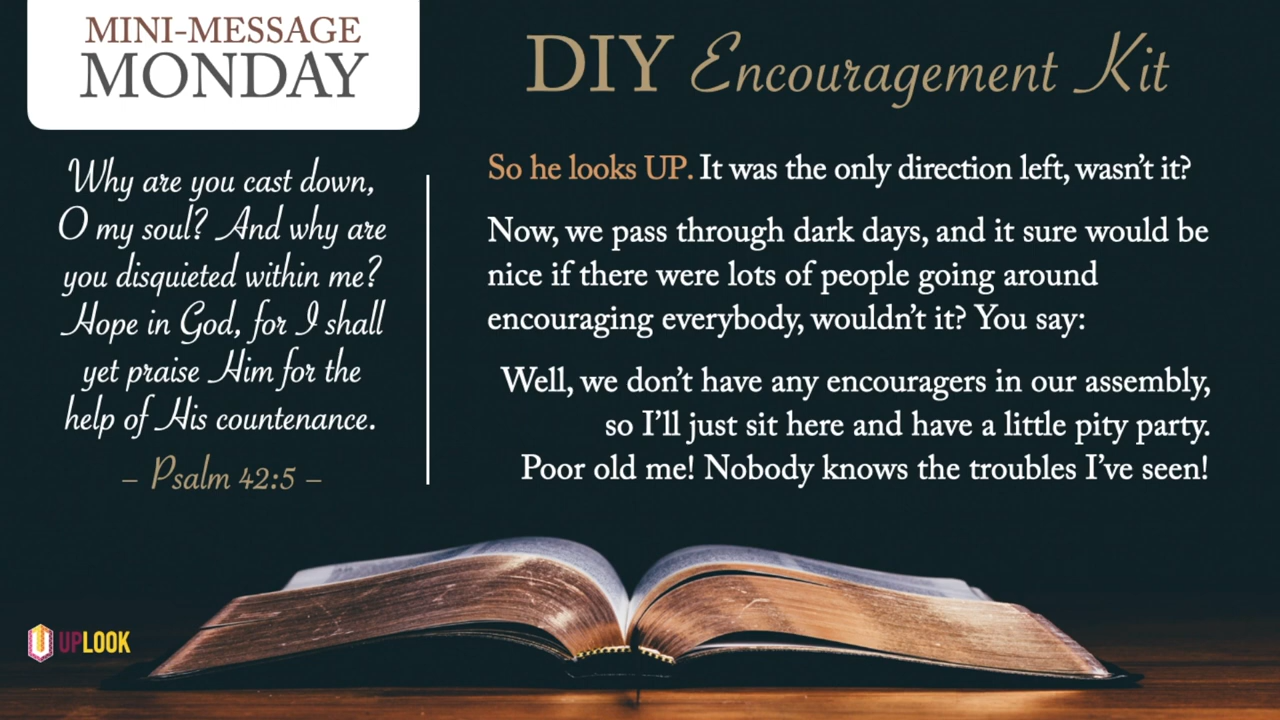 MINI-MESSAGE
MONDAY
DIY Encouragement Kit
Why are you cast down,
O my soul? And why are
you disquieted within me?
Hope in God, for I shall
yet praise Him for the
help of His countenance.
– Psalm 42:5 –
So he looks UP. It was the only direction left, wasn’t it?
Now, we pass through dark days, and it sure would be
nice if there were lots of people going around
encouraging everybody, wouldn’t it? You say:
Well, we don’t have any encouragers in our assembly,
so I’ll just sit here and have a little pity party.
Poor old me! Nobody knows the troubles I’ve seen!
UPLOOK